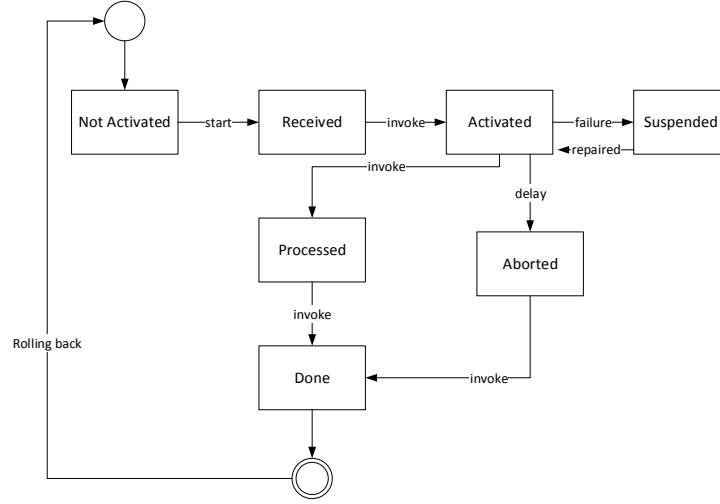 Not Activated
start
Received
invoke
Activated
failure
Suspended
repaired
invoke
delay
Processed
Aborted
invoke
Rolling back
Done
invoke